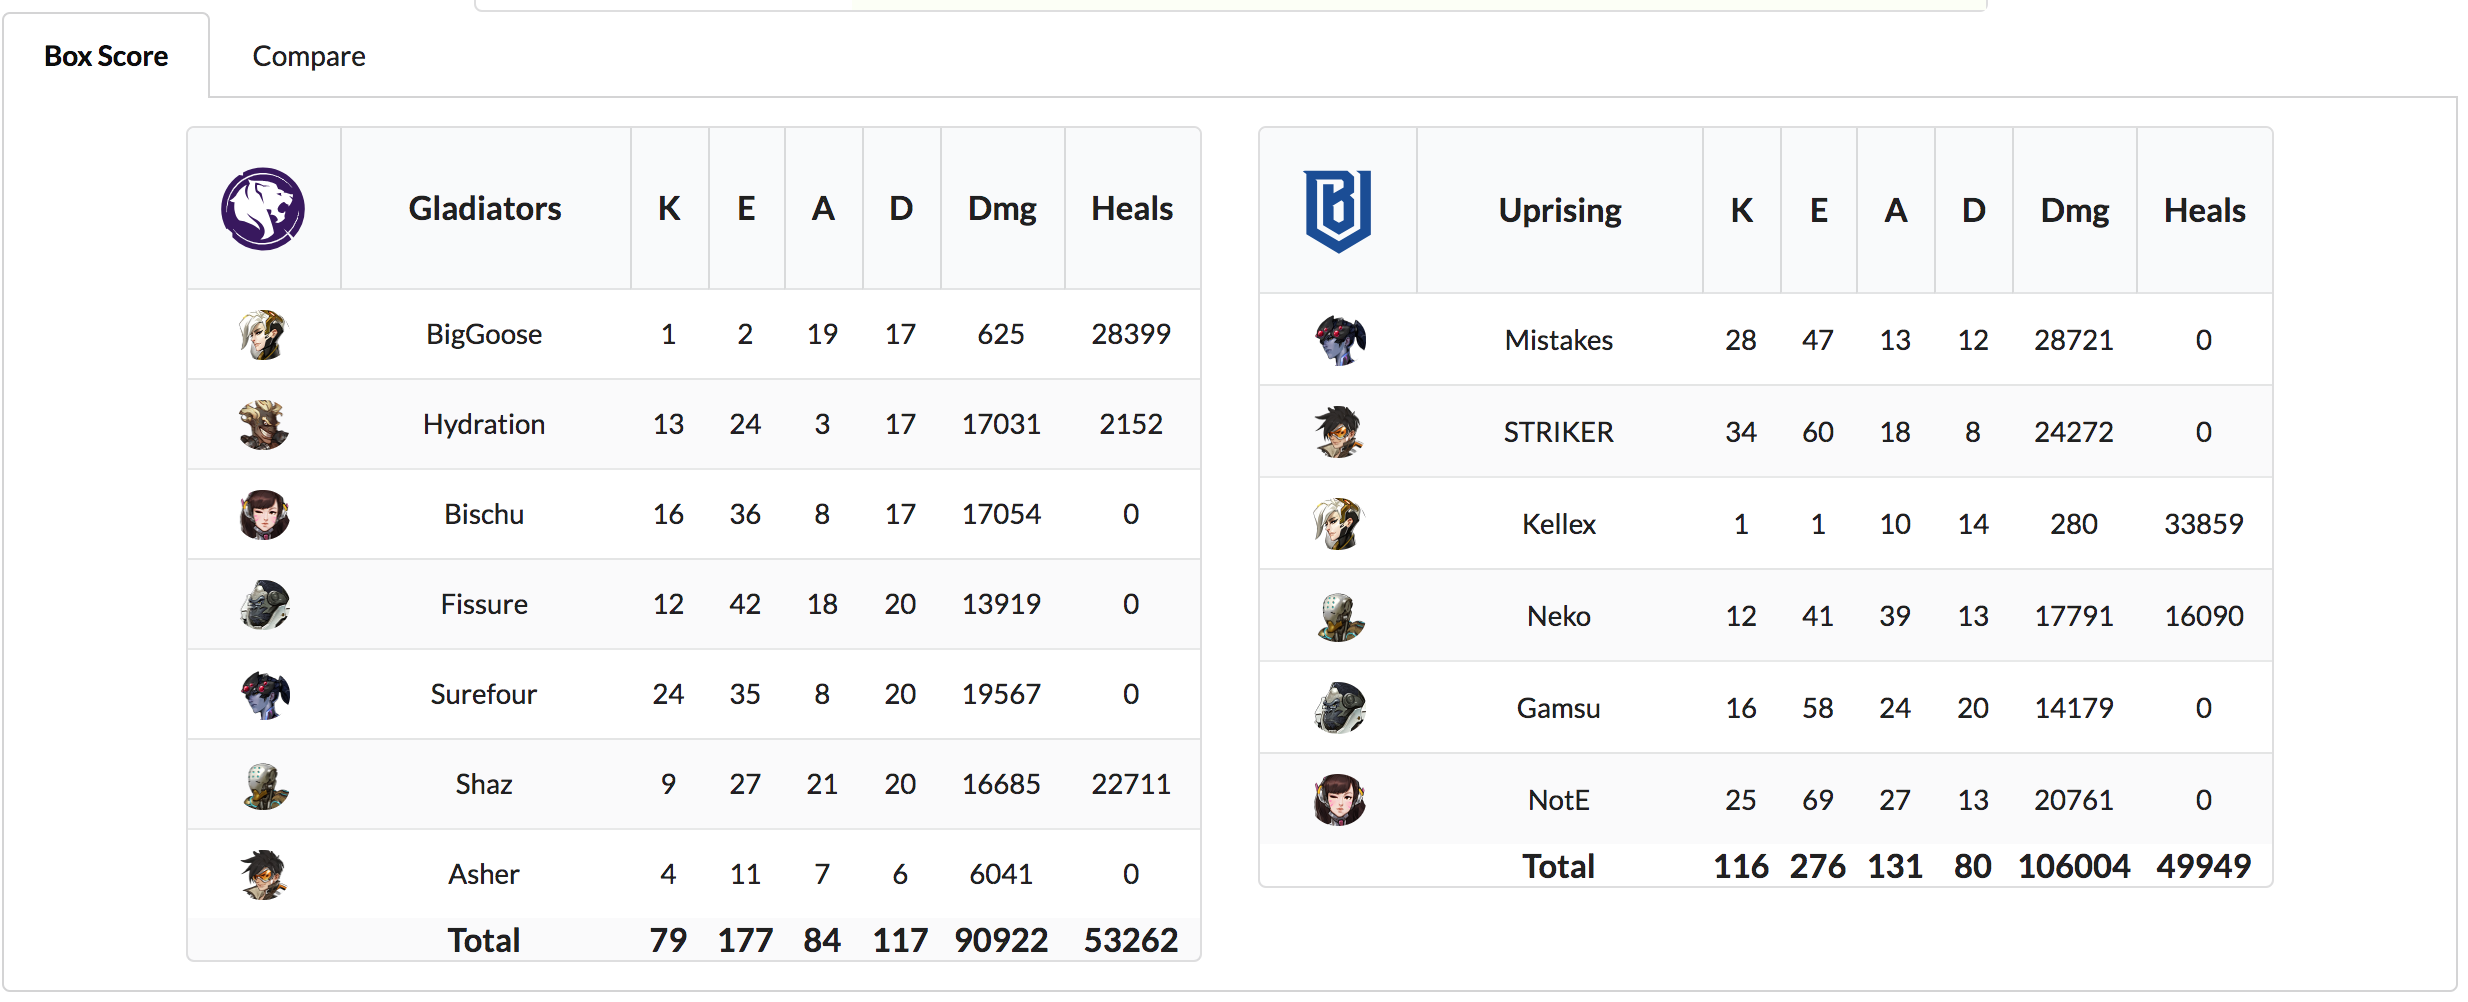 Box Score Compare
Gladiators K E A D Dmg Heals
BigGoose 1 2 19 17 625 28399
Hydration 13 24 3 17 17031 2152
Bischu 16 36 8 17 17054 0
Fissure 12 42 18 20 13919 0
Surefour 24 35 8 20 19567 0
Shaz 9 27 21 20 16685 22711
Asher 4 11 7 6 6041 0
Total 79 177 84 117 90922 53262
Uprising K E A D Dmg Heals
Mistakes 28 47 13 12 28721 0
STRIKER 34 60 18 8 24272 0
Kellex 1 1 10 14 280 33859
Neko 12 41 39 13 17791 16090
Gamsu 16 58 24 20 14179 0
NotE 25 69 27 13 20761 0
Total 116 276 131 80 106004 49949